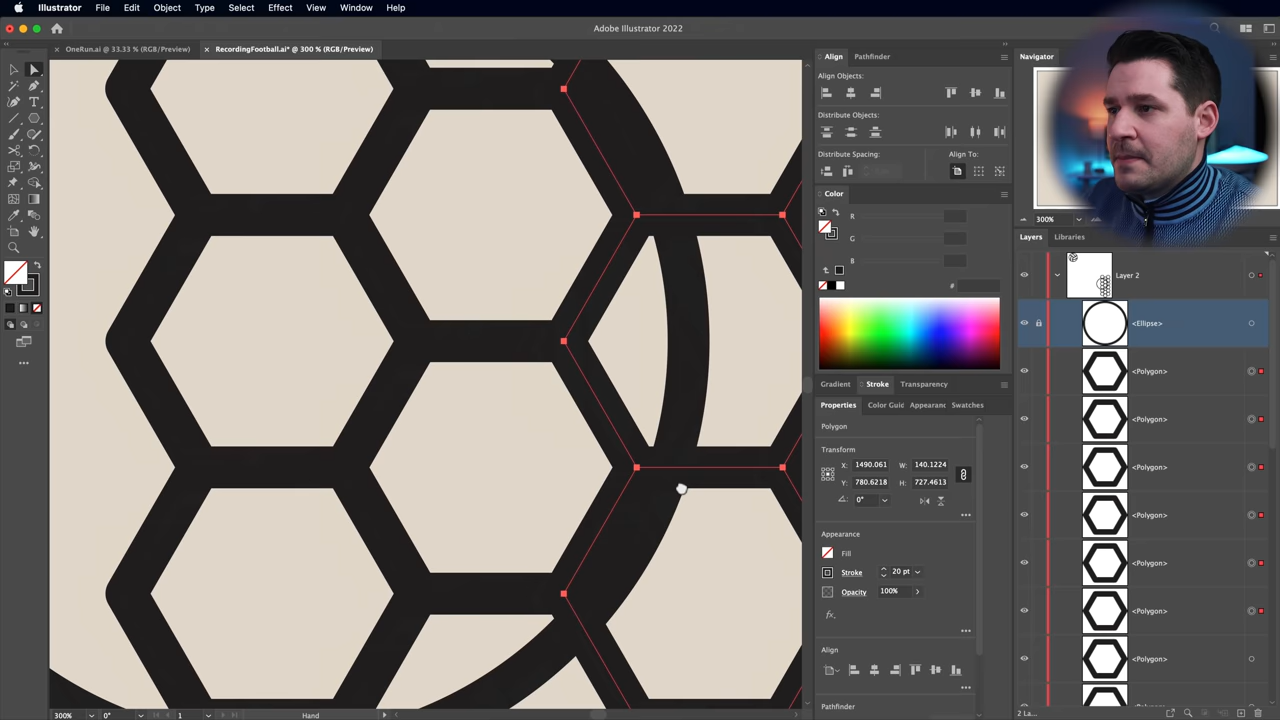 Illustrator File Edit Object Type Select Effect View Window Help
Adobe Illustrator 2022
OneRun.ai @ 33.33 % (RGB/Preview)
RecordingFootball.ai* @ 300 % (RGB/Preview)
Align Pathfinder
Align Objects:
Distribute Objects:
Distribute Spacing:
Align To:
Color
R
G
B
#
Gradient Stroke Transparency
Properties Color Guid Appearanc Swatches
Polygon
Transform
X: 1490.061 W: 140.1224
Y: 780.6218 H: 727.4613
0°
Appearance
Fill
Stroke 20 pt
Opacity 100%
fx.
Align
Pathfinder
Navigator
300%
Layers Libraries
Layer 2
<Ellipse>
<Polygon>
<Polygon>
<Polygon>
<Polygon>
<Polygon>
<Polygon>
<Polygon>
2 La...
300% 0° 1 Hand